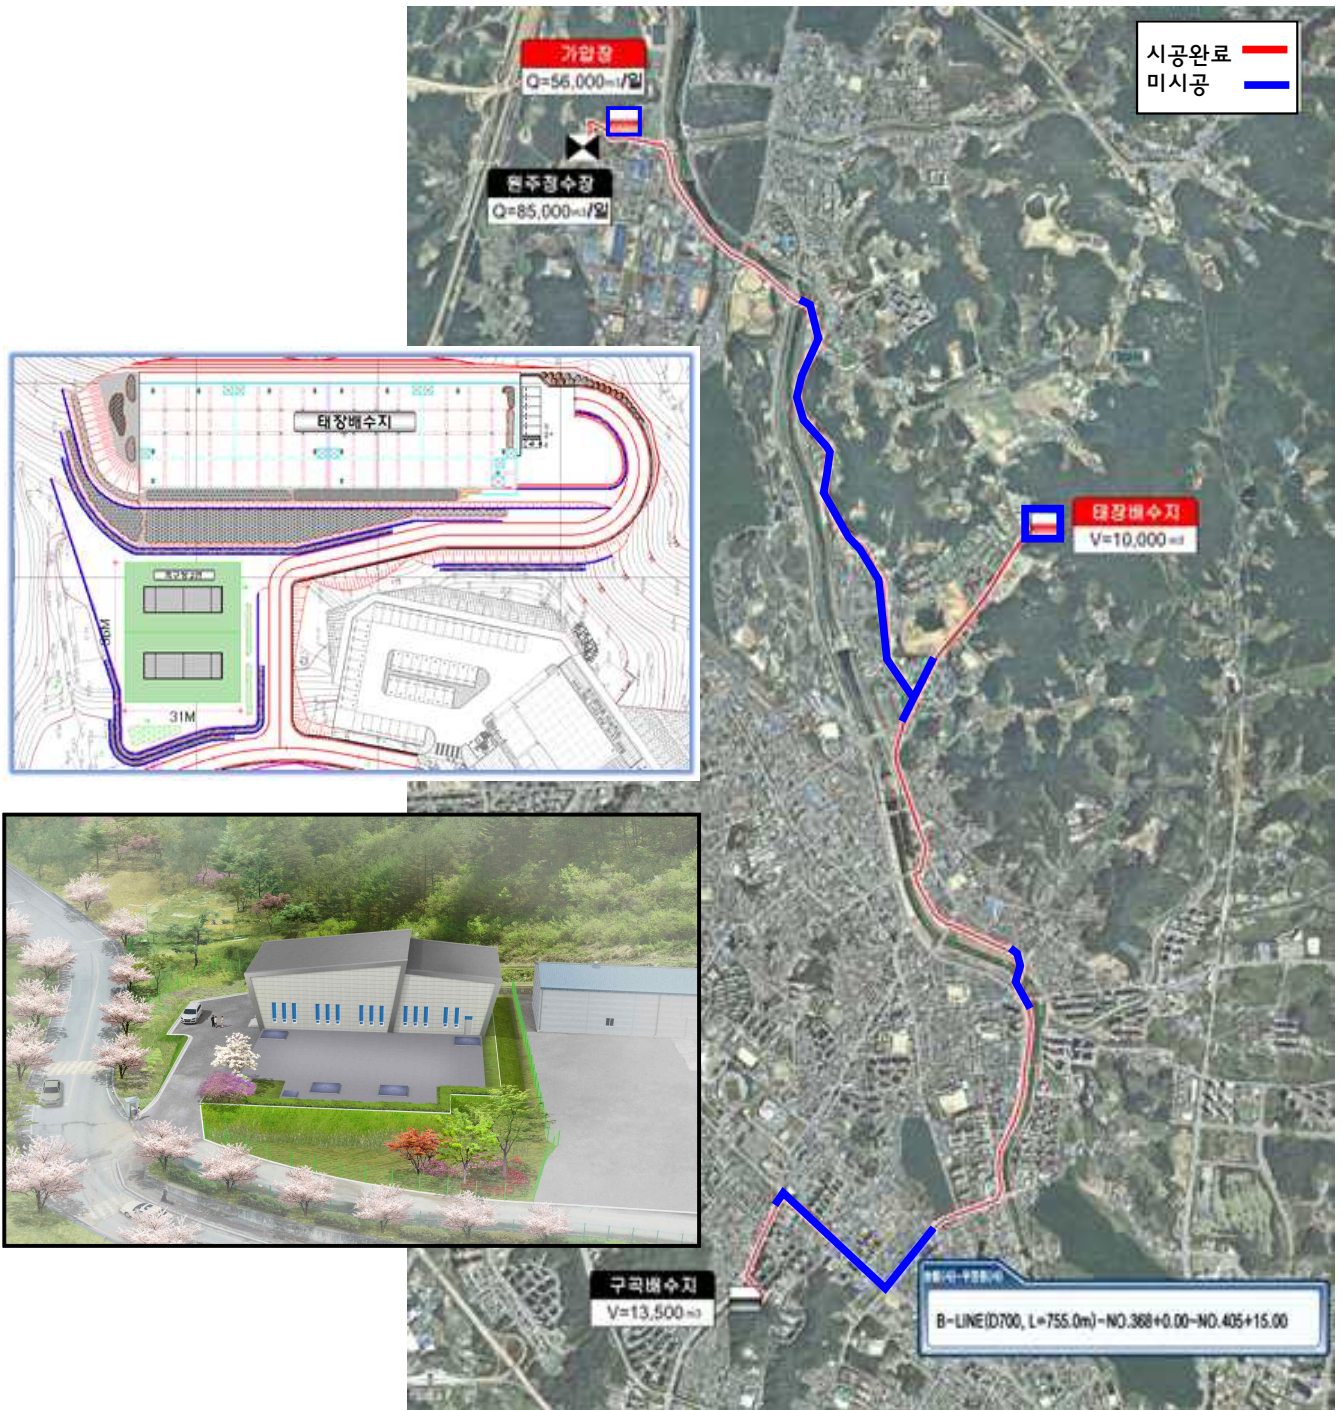 가압장
Q=56,000m3/일
시공완료
미시공
원주정수장
Q=85,000m3/일
태장배수지
36M
31M
태장배수지
V=10,000m3
구곡배수지
V=13,500m3
B-LINE(D700, L=755.0m)-NO.368+0.00~NO.405+15.00